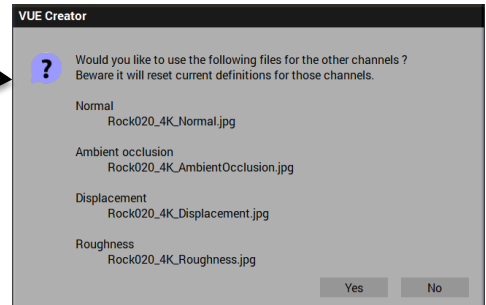 VUE Creator
Would you like to use the following files for the other channels ?
Beware it will reset current definitions for those channels.
Normal
Rock020_4K_Normal.jpg
Ambient occlusion
Rock020_4K_AmbientOcclusion.jpg
Displacement
Rock020_4K_Displacement.jpg
Roughness
Rock020_4K_Roughness.jpg
Yes No